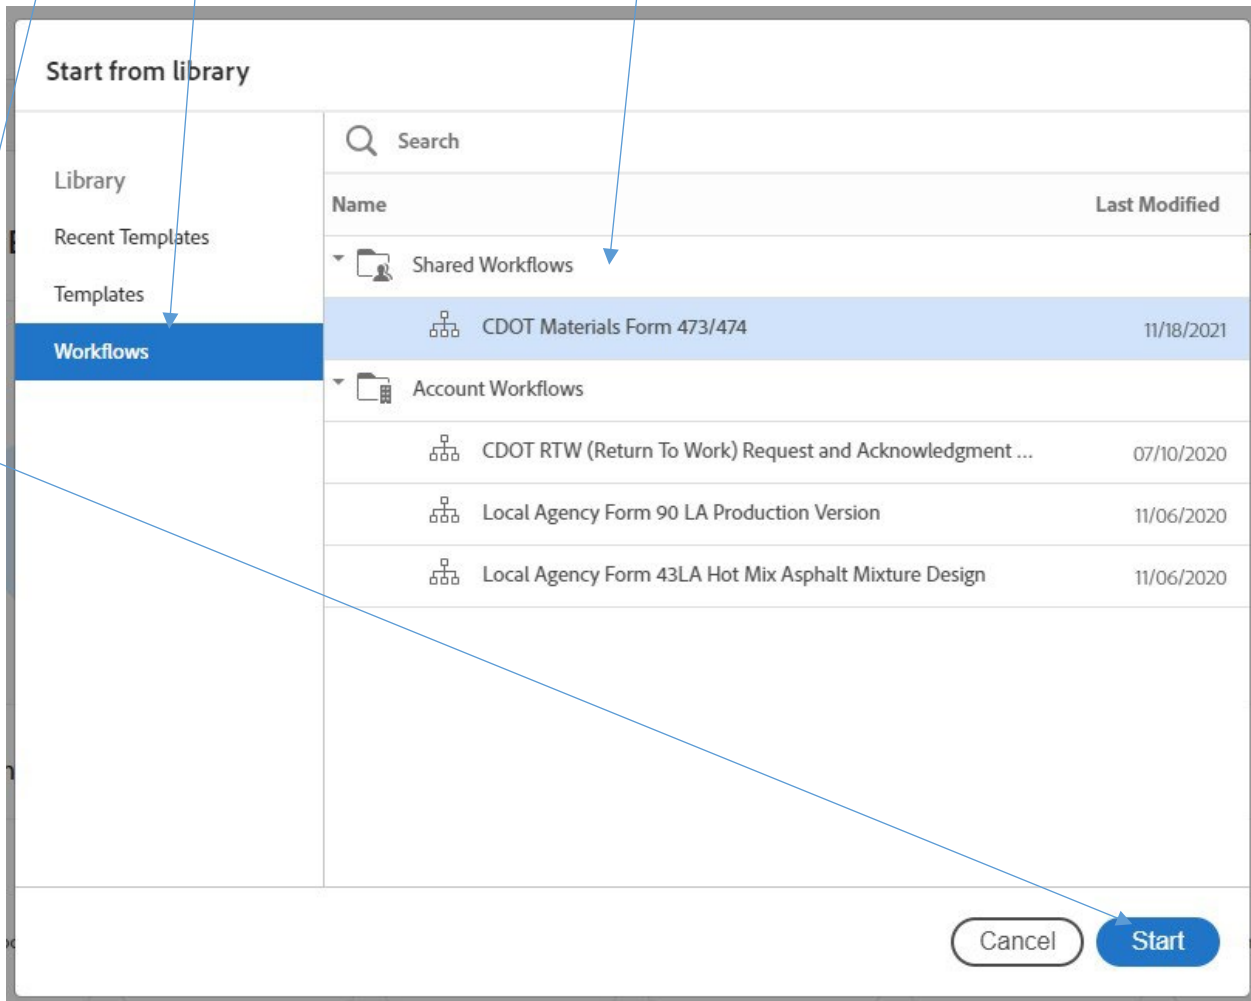 Start from library
Library
Recent Templates
Templates
Workflows
Search
Name Last Modified
Shared Workflows
CDOT Materials Form 473/474 11/18/2021
Account Workflows
CDOT RTW (Return To Work) Request and Acknowledgment ... 07/10/2020
Local Agency Form 90 LA Production Version 11/06/2020
Local Agency Form 43LA Hot Mix Asphalt Mixture Design 11/06/2020
Cancel Start